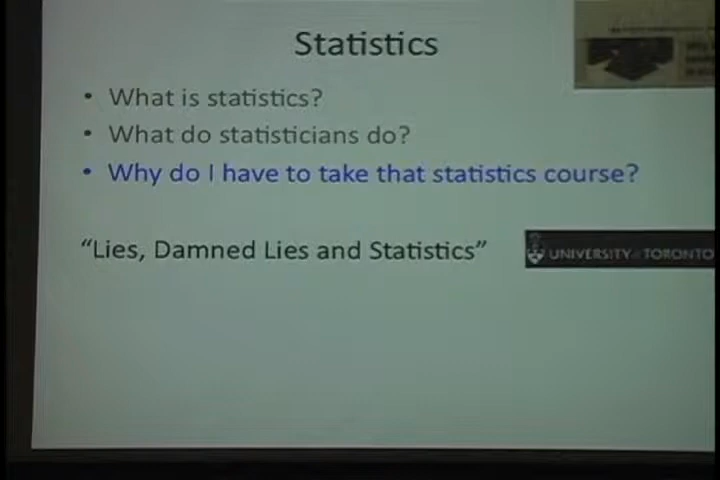 Statistics
• What is statistics?
• What do statisticians do?
• Why do I have to take that statistics course?
“Lies, Damned Lies and Statistics”
UNIVERSITY OF TORONTO